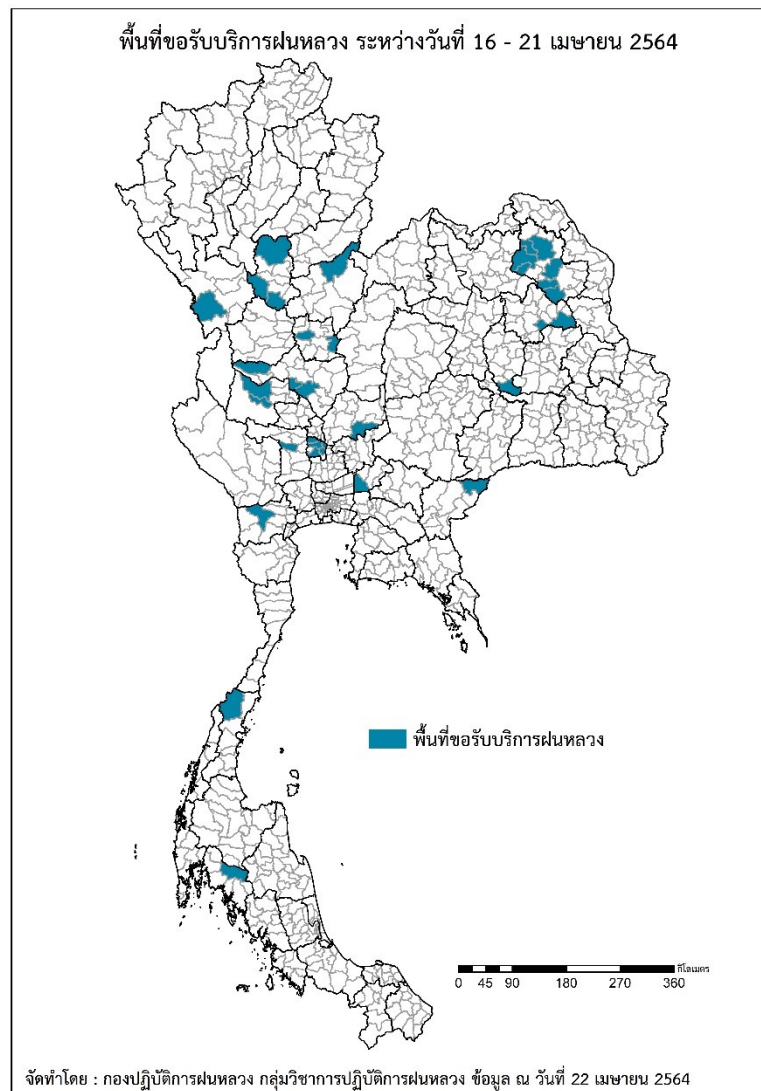 พื้นที่ขอรับบริการฝนหลวง ระหว่างวันที่ 16 - 21 เมษายน 2564
พื้นที่ขอรับบริการฝนหลวง
กิโลเมตร
0 45 90 180 270 360
จัดทำโดย : กองปฏิบัติการฝนหลวง กลุ่มวิชาการปฏิบัติการฝนหลวง ข้อมูล ณ วันที่ 22 เมษายน 2564